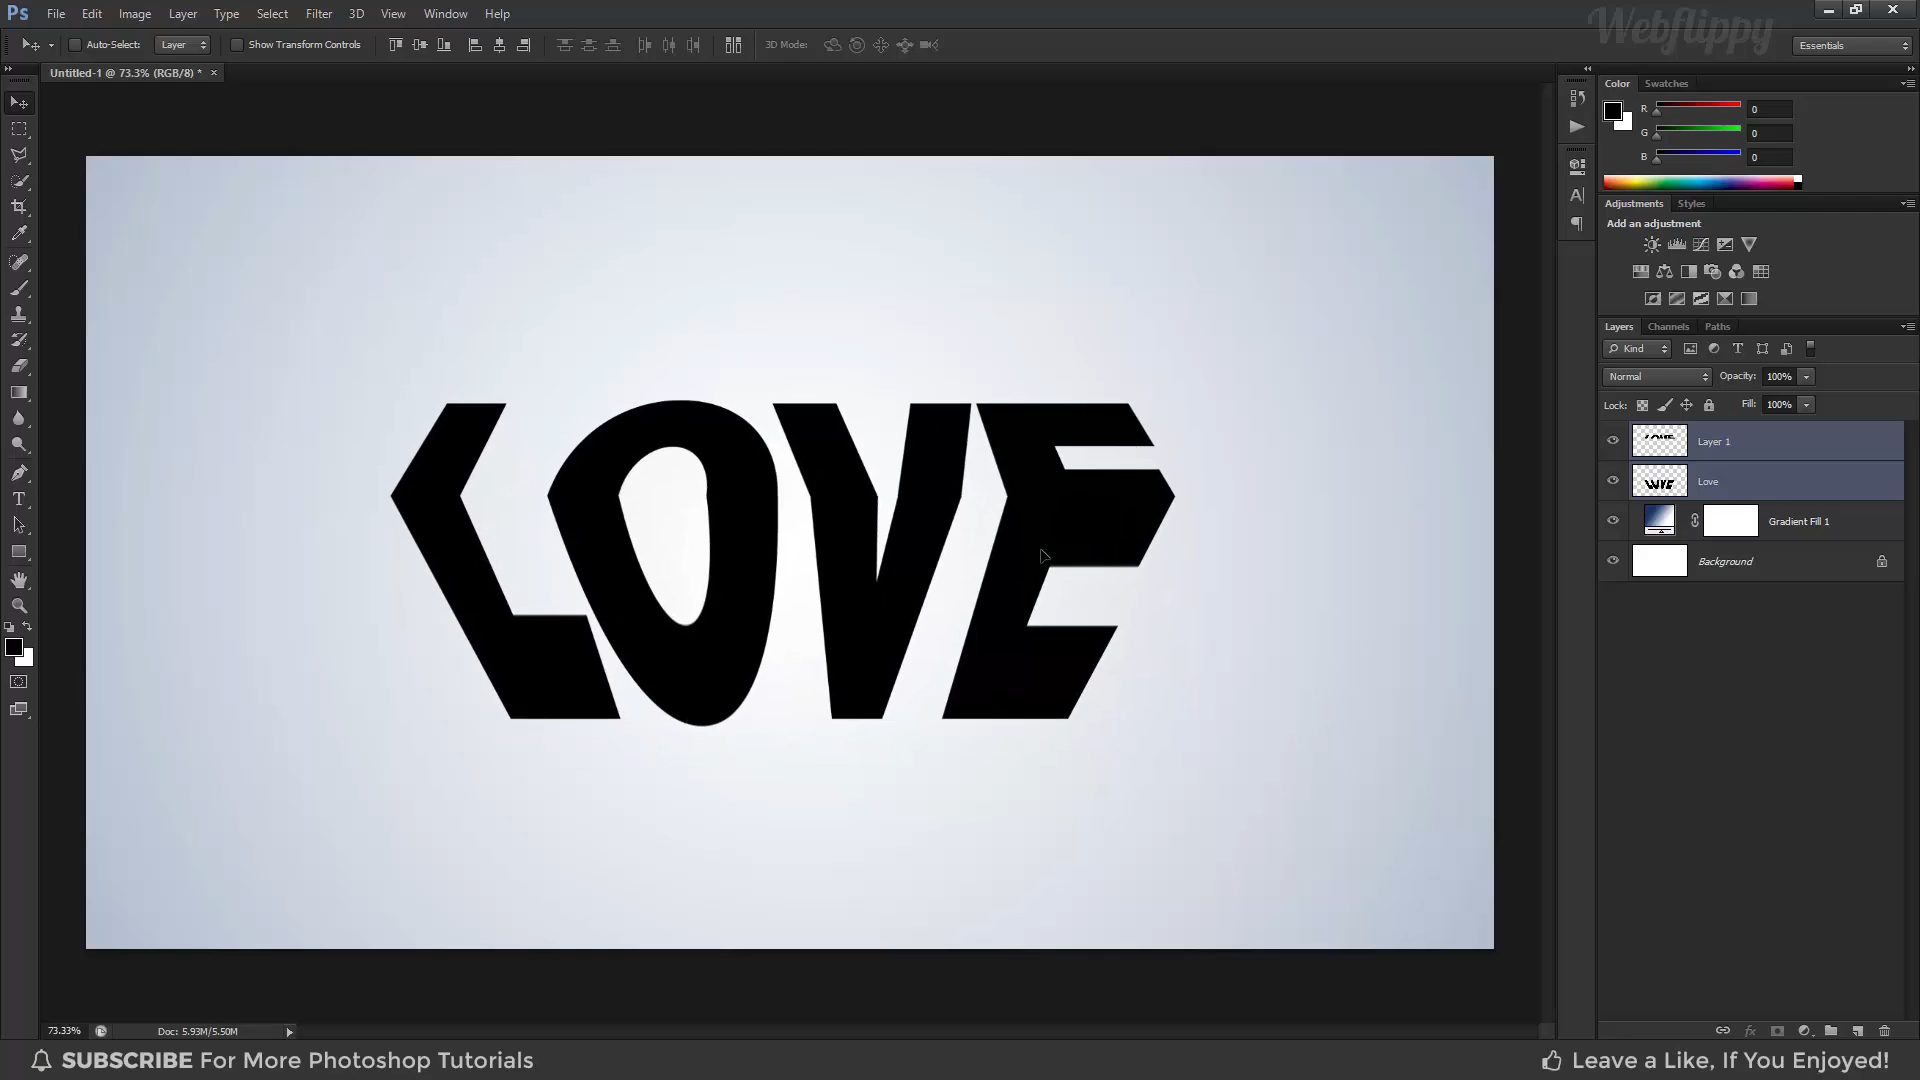 Ps File Edit Image Layer Type Select Filter 3D View Window Help
Webflippy
Auto-Select: Layer Show Transform Controls 3D Mode: Essentials
Untitled-1 @ 73.3% (RGB/8) * ×
Color Swatches
R 0
G 0
B 0
Adjustments Styles
Add an adjustment
Layers Channels Paths
Kind
Normal Opacity: 100%
Lock: Fill: 100%
Layer 1
Love
Gradient Fill 1
Background
LOVE
73.33% Doc: 5.93M/5.50M
SUBSCRIBE For More Photoshop Tutorials
Leave a Like, If You Enjoyed!